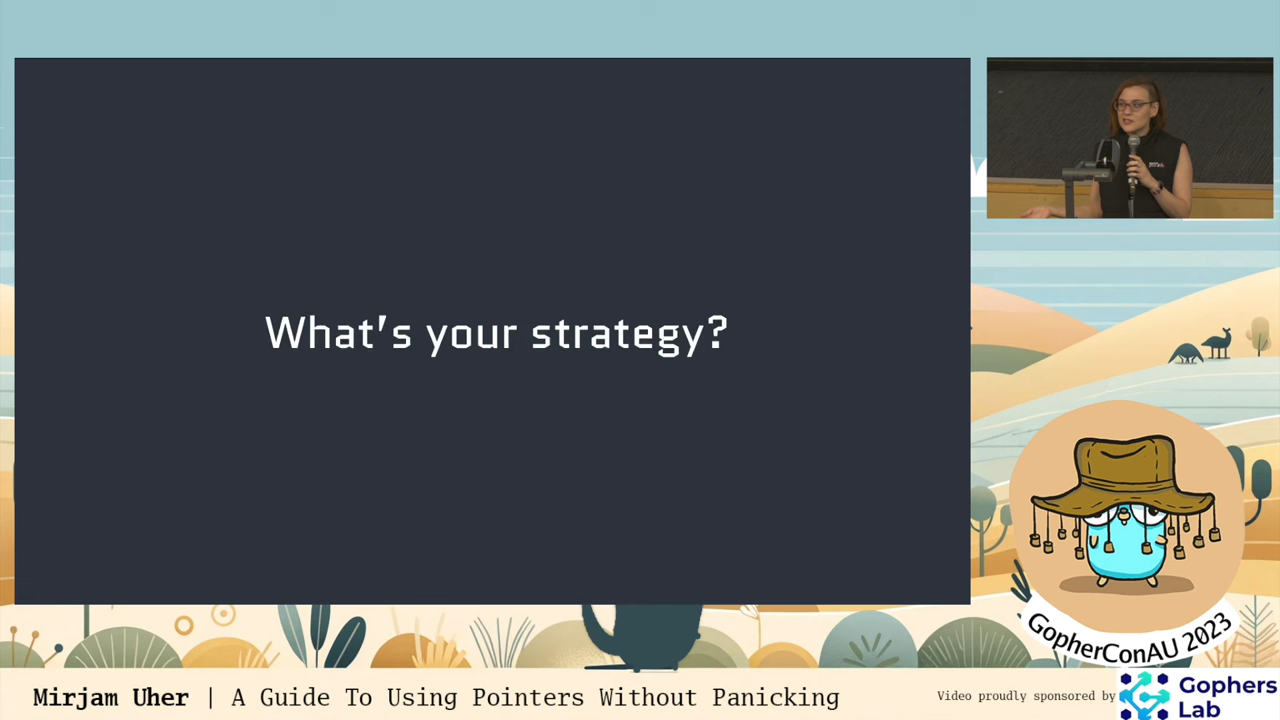 What's your strategy?
GopherConAU 2023
Mirjam Uher | A Guide To Using Pointers Without Panicking
Video proudly sponsored by
Gophers
Lab